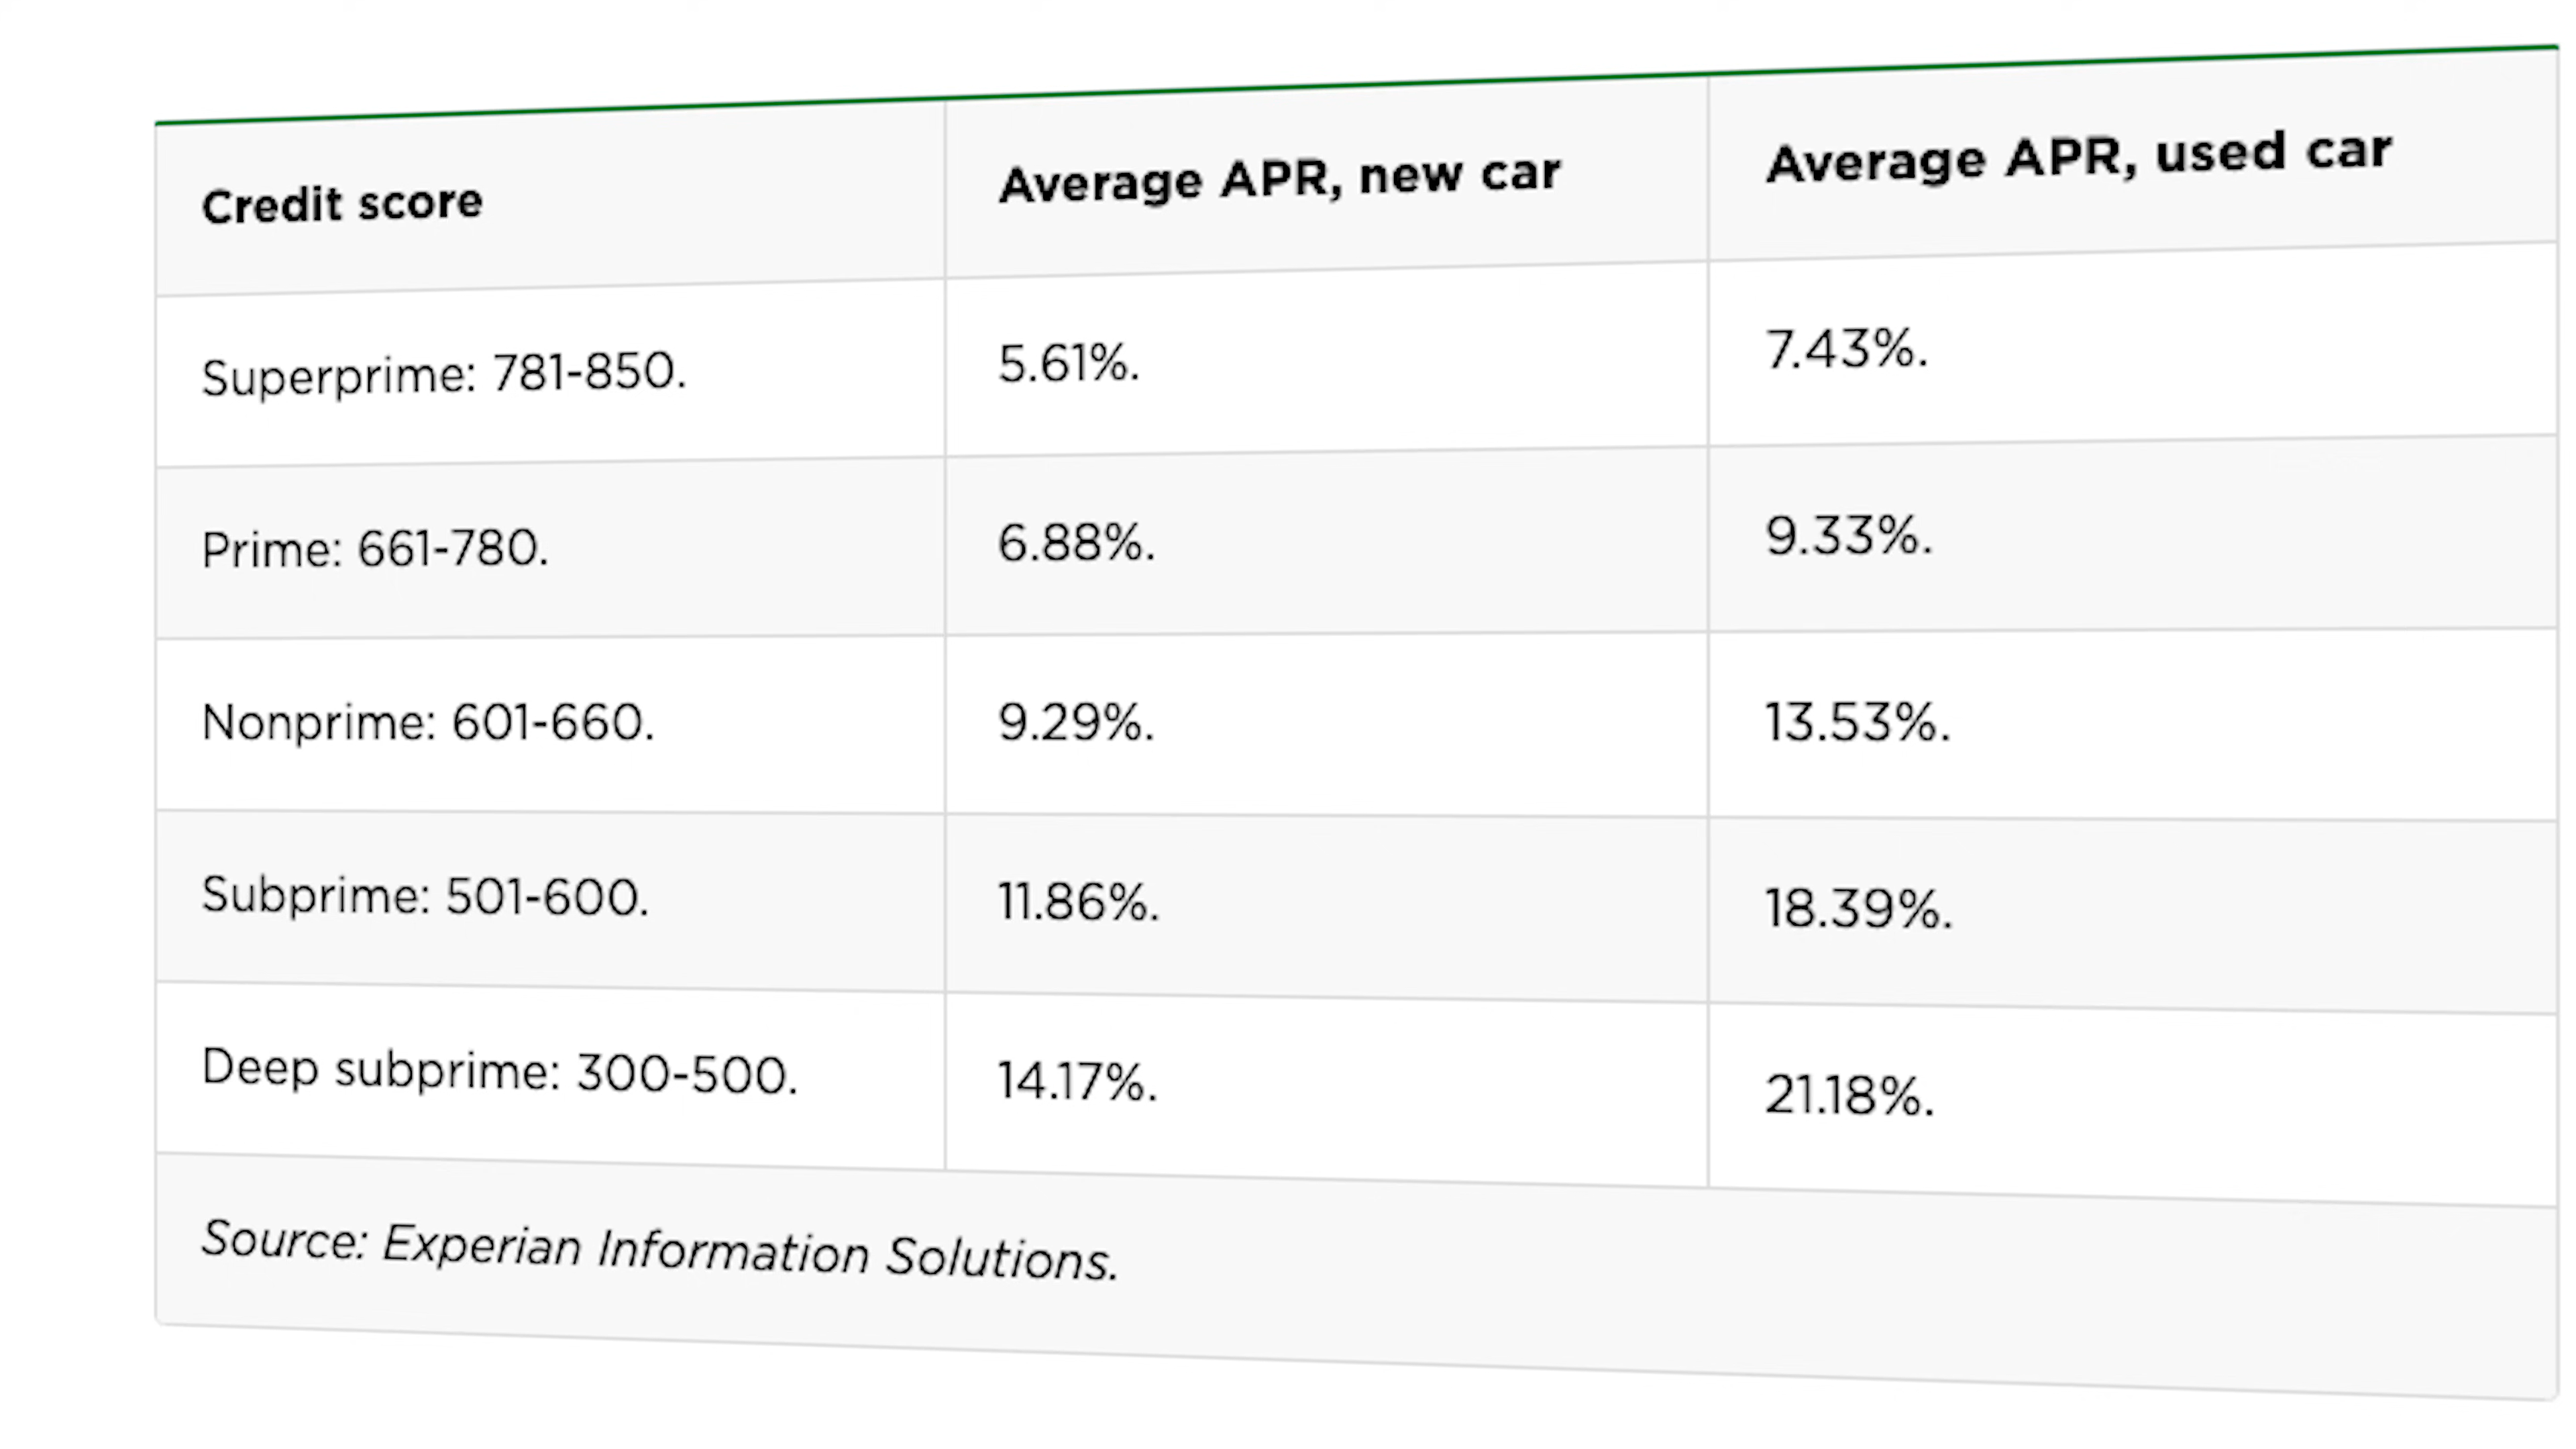 Credit score Average APR, new car Average APR, used car
Superprime: 781-850. 5.61%. 7.43%.
Prime: 661-780. 6.88%. 9.33%.
Nonprime: 601-660. 9.29%. 13.53%.
Subprime: 501-600. 11.86%. 18.39%.
Deep subprime: 300-500. 14.17%. 21.18%.
Source: Experian Information Solutions.